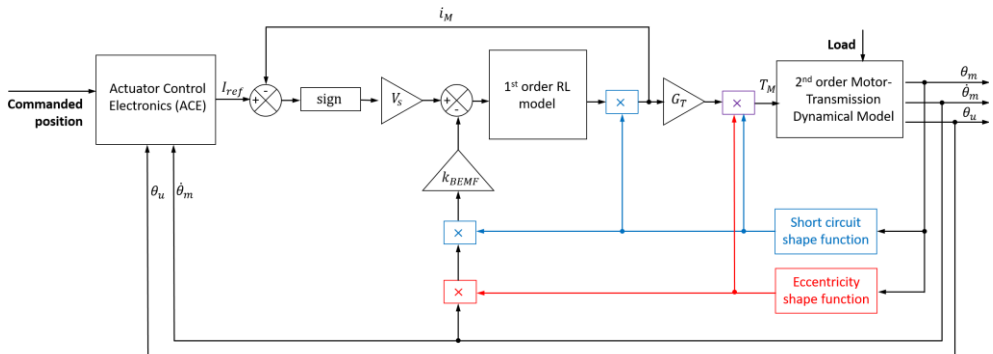 i_M
Load
Commanded
position
Actuator Control
Electronics (ACE)
I_ref
+
-
sign
V_s
+
-
1st order RL
model
×
G_T
×
T_M
2nd order Motor-
Transmission
Dynamical Model
θ_m
θ̇_m
θ_u
θ_u
θ̇_m
k_BEMF
×
Short circuit
shape function
×
Eccentricity
shape function